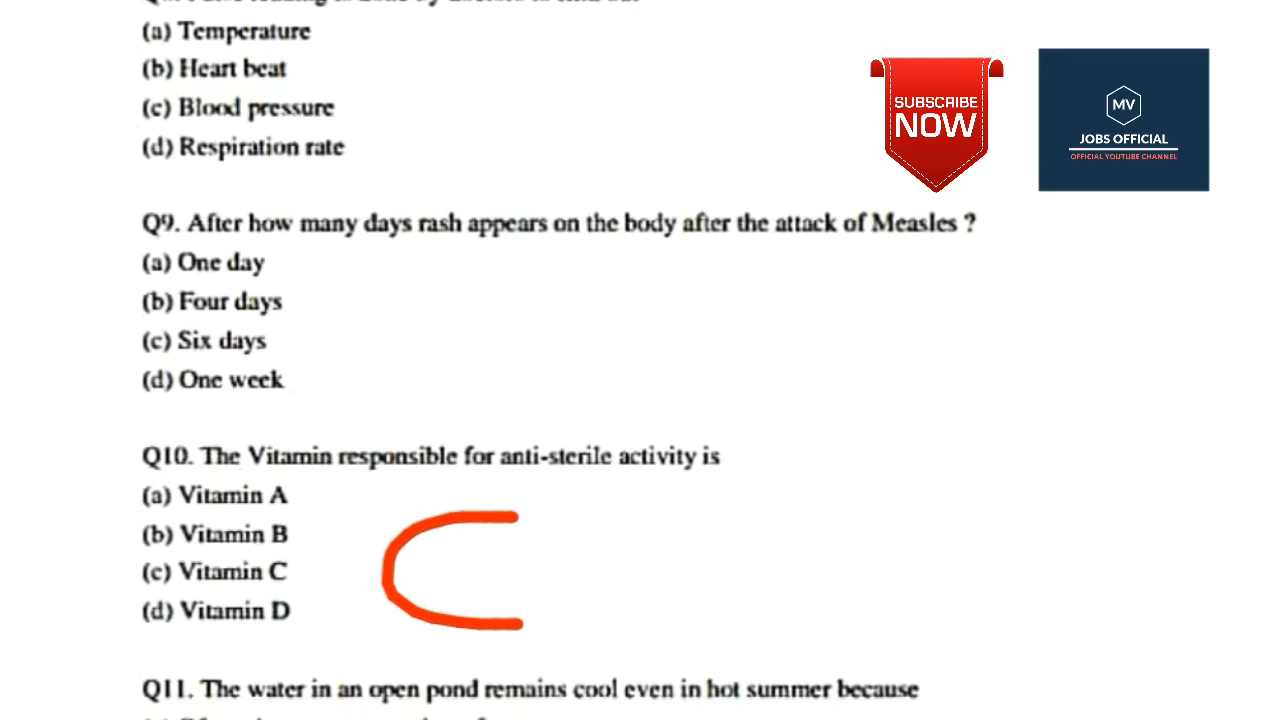 (a) Temperature
(b) Heart beat
(c) Blood pressure
(d) Respiration rate
SUBSCRIBE
NOW
MV
JOBS OFFICIAL
OFFICIAL YOUTUBE CHANNEL
Q9. After how many days rash appears on the body after the attack of Measles ?
(a) One day
(b) Four days
(c) Six days
(d) One week
Q10. The Vitamin responsible for anti-sterile activity is
(a) Vitamin A
(b) Vitamin B
(c) Vitamin C
(d) Vitamin D
C
Q11. The water in an open pond remains cool even in hot summer because